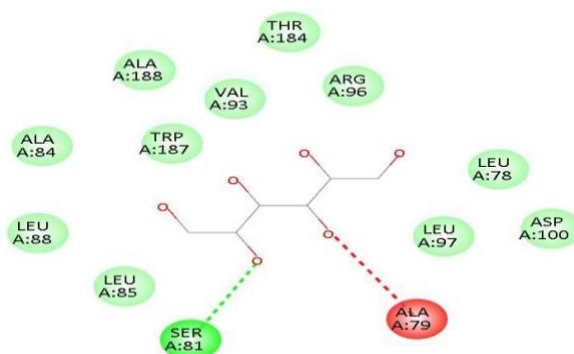 THR
A:184
ALA
A:188
VAL
A:93
ARG
A:96
ALA
A:84
TRP
A:187
LEU
A:78
O
O
O
O
LEU
A:88
LEU
A:97
ASP
A:100
O
O
LEU
A:85
SER
A:81
ALA
A:79